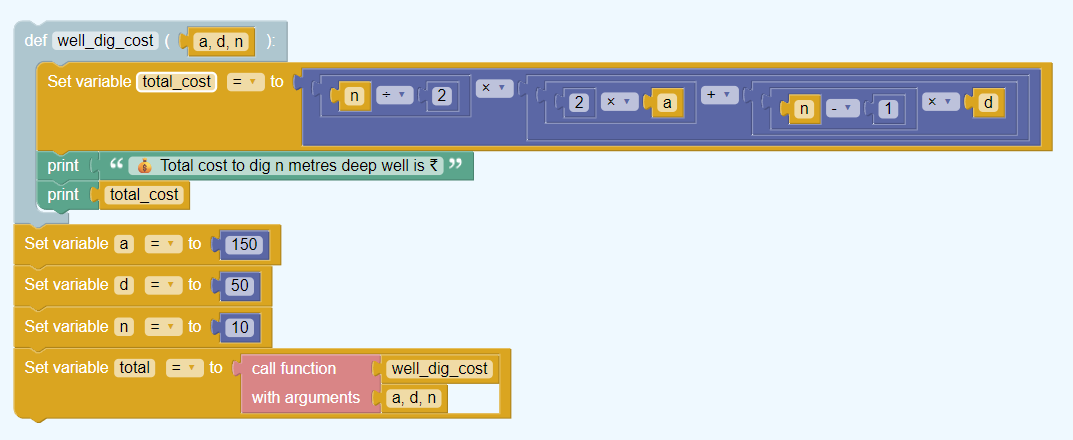 def well_dig_cost ( a, d, n ):
Set variable total_cost = to n ÷ 2 × 2 × a + n - 1 × d
print “ 💰 Total cost to dig n metres deep well is ₹ ”
print total_cost
Set variable a = to 150
Set variable d = to 50
Set variable n = to 10
Set variable total = to call function well_dig_cost
with arguments a, d, n